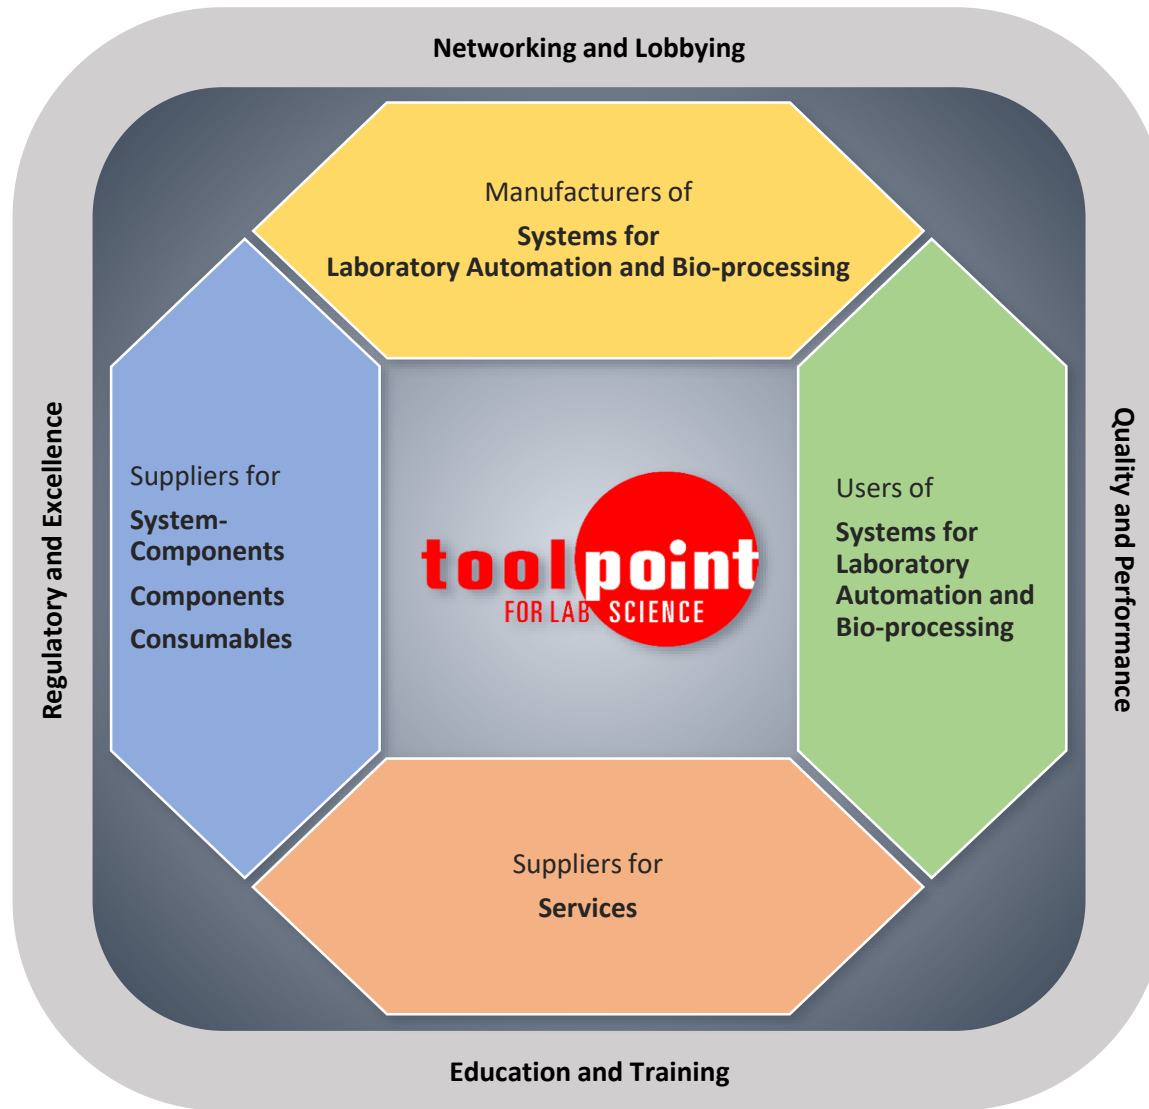 Networking and Lobbying
Manufacturers of
Systems for
Laboratory Automation and Bio-processing
Regulatory and Excellence
Suppliers for
System-
Components
Components
Consumables
toolpoint
FOR LAB SCIENCE
Users of
Systems for
Laboratory
Automation and
Bio-processing
Quality and Performance
Suppliers for
Services
Education and Training